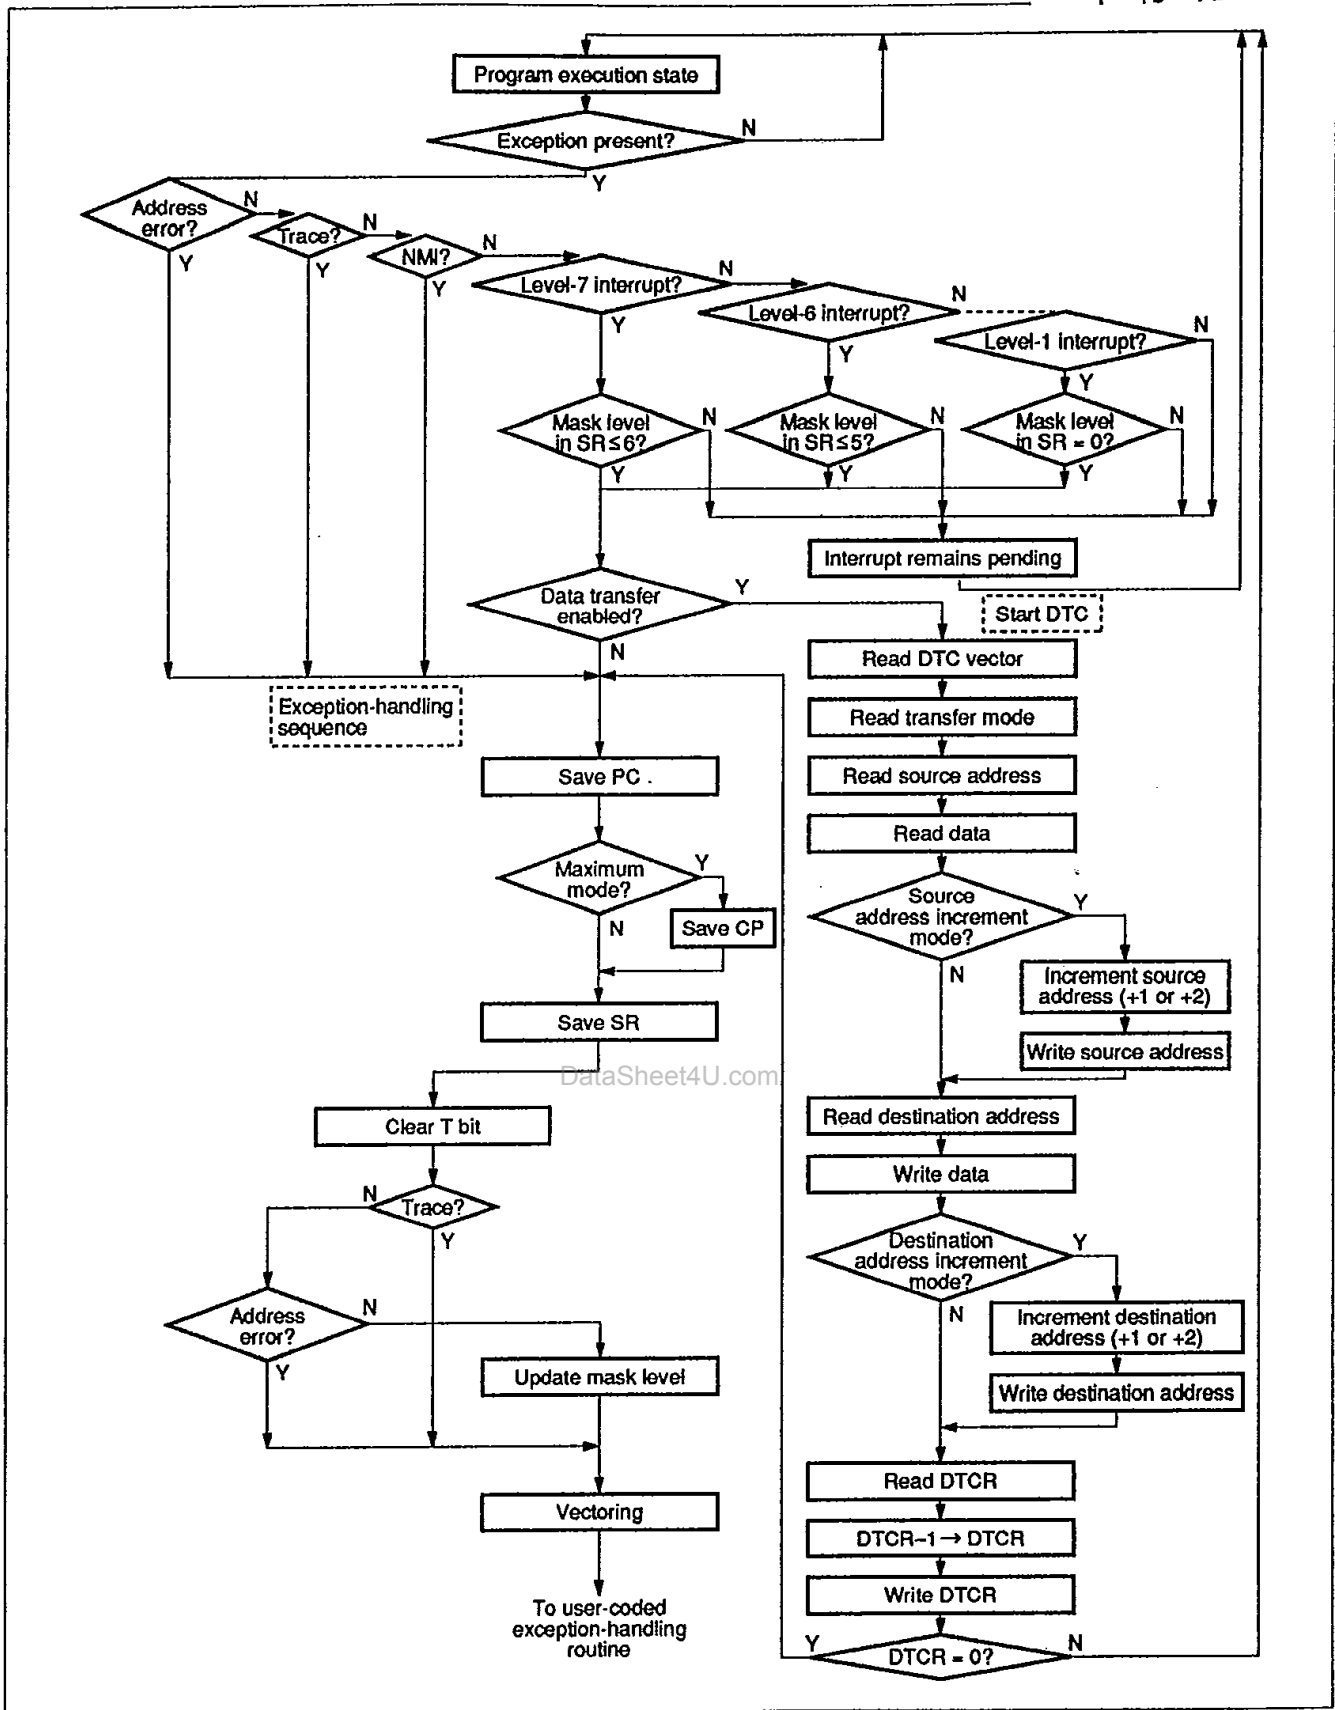 Program execution state
Exception present?
N
Y
Address
error?
N
Y
Trace?
N
Y
NMI?
N
Y
Level-7 interrupt?
N
Y
Level-6 interrupt?
N
Y
Level-1 interrupt?
N
Y
Mask level
in SR≤6?
N
Y
Mask level
in SR≤5?
N
Y
Mask level
in SR = 0?
N
Y
Interrupt remains pending
Data transfer
enabled?
Y
N
Start DTC
Read DTC vector
Exception-handling
sequence
Read transfer mode
Save PC .
Read source address
Read data
Maximum
mode?
Y
N
Save CP
Source
address increment
mode?
Y
N
Increment source
address (+1 or +2)
Write source address
Save SR
DataSheet4U.com
Clear T bit
Read destination address
Write data
Trace?
N
Y
Destination
address increment
mode?
Y
N
Increment destination
address (+1 or +2)
Write destination address
Address
error?
N
Y
Update mask level
Read DTCR
Vectoring
DTCR–1 → DTCR
Write DTCR
To user-coded
exception-handling
routine
DTCR = 0?
Y
N